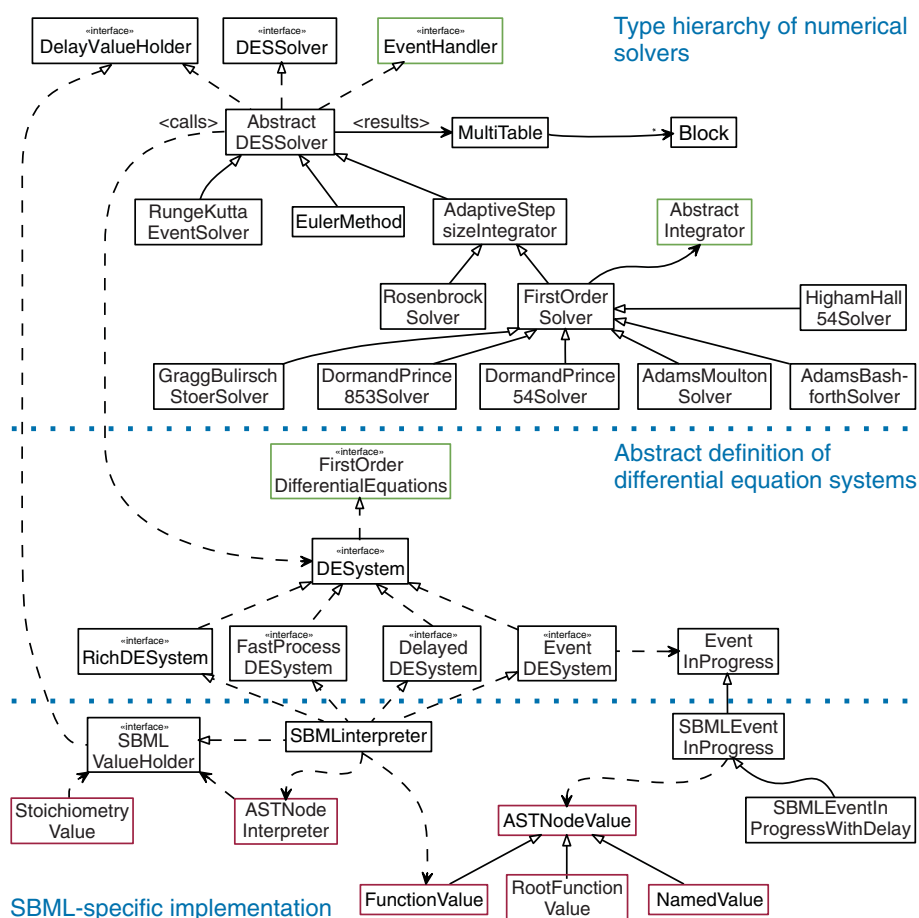 Type hierarchy of numerical
solvers
«interface»
DelayValueHolder
«interface»
DESSolver
«interface»
EventHandler
<calls>
Abstract
DESSolver
<results>
MultiTable
*
Block
RungeKutta
EventSolver
EulerMethod
AdaptiveStep
sizeIntegrator
Abstract
Integrator
Rosenbrock
Solver
FirstOrder
Solver
HighamHall
54Solver
GraggBulirsch
StoerSolver
DormandPrince
853Solver
DormandPrince
54Solver
AdamsMoulton
Solver
AdamsBash-
forthSolver
Abstract definition of
differential equation systems
«interface»
FirstOrder
DifferentialEquations
«interface»
DESystem
«interface»
RichDESystem
«interface»
FastProcess
DESystem
«interface»
Delayed
DESystem
«interface»
Event
DESystem
Event
InProgress
«interface»
SBML
ValueHolder
SBMLinterpreter
SBMLEvent
InProgress
Stoichiometry
Value
ASTNode
Interpreter
ASTNodeValue
SBMLEventIn
ProgressWithDelay
FunctionValue
RootFunction
Value
NamedValue
SBML-specific implementation